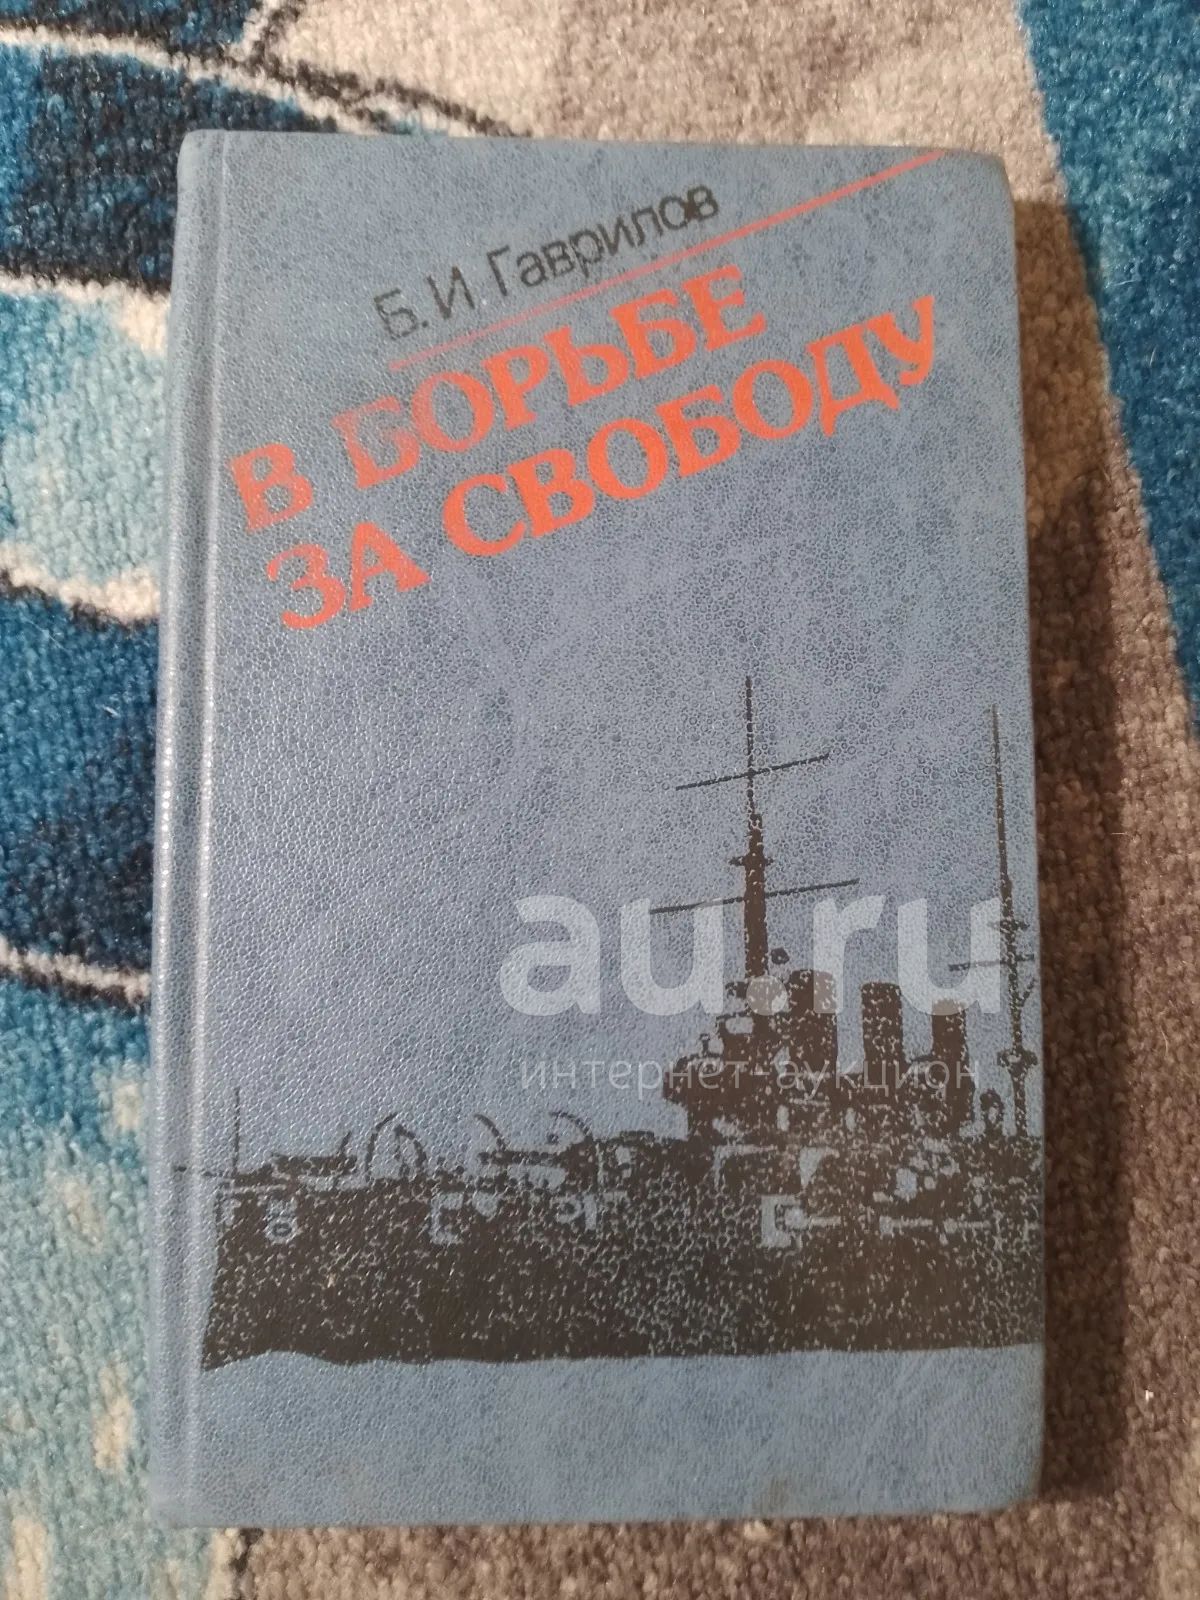 Б. И. Гаврилов
В БОРЬБЕ
ЗА СВОБОДУ
au.ru
интернет-аукцион